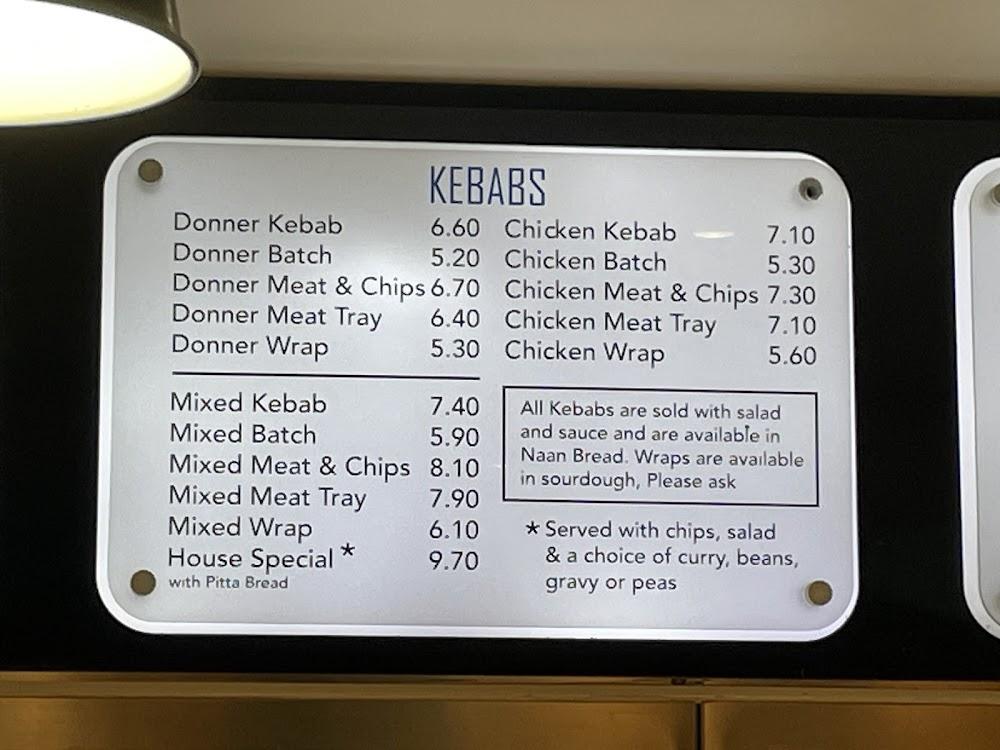 KEBABS
Donner Kebab 6.60
Donner Batch 5.20
Donner Meat & Chips 6.70
Donner Meat Tray 6.40
Donner Wrap 5.30
Mixed Kebab 7.40
Mixed Batch 5.90
Mixed Meat & Chips 8.10
Mixed Meat Tray 7.90
Mixed Wrap 6.10
House Special * 9.70
with Pitta Bread
Chicken Kebab 7.10
Chicken Batch 5.30
Chicken Meat & Chips 7.30
Chicken Meat Tray 7.10
Chicken Wrap 5.60
All Kebabs are sold with salad
and sauce and are available in
Naan Bread. Wraps are available
in sourdough, Please ask
* Served with chips, salad
& a choice of curry, beans,
gravy or peas